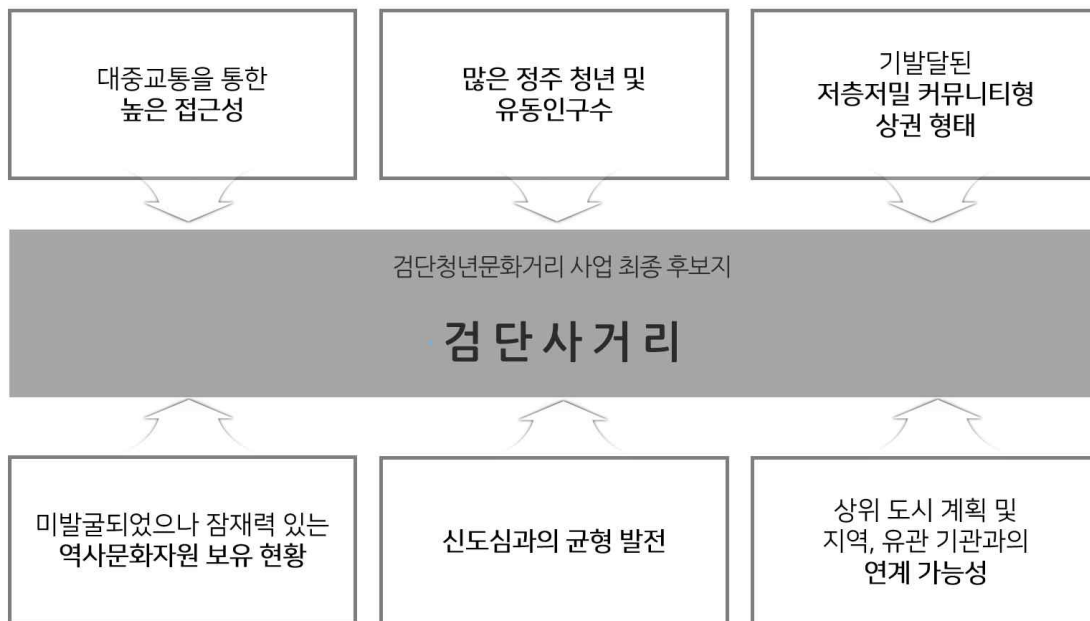 대중교통을 통한
높은 접근성
많은 정주 청년 및
유동인구수
기발달된
저층저밀 커뮤니티형
상권 형태
검단청년문화거리 사업 최종 후보지
검단사거리
미발굴되었으나 잠재력 있는
역사문화자원 보유 현황
신도심과의 균형 발전
상위 도시 계획 및
지역, 유관 기관과의
연계 가능성